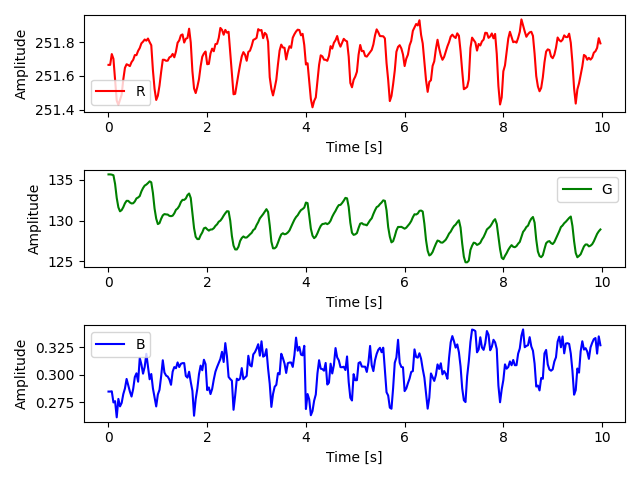 Amplitude
251.8
251.6
251.4
R
0 2 4 6 8 10
Time [s]
Amplitude
135
130
125
G
0 2 4 6 8 10
Time [s]
Amplitude
0.325
0.300
0.275
B
0 2 4 6 8 10
Time [s]